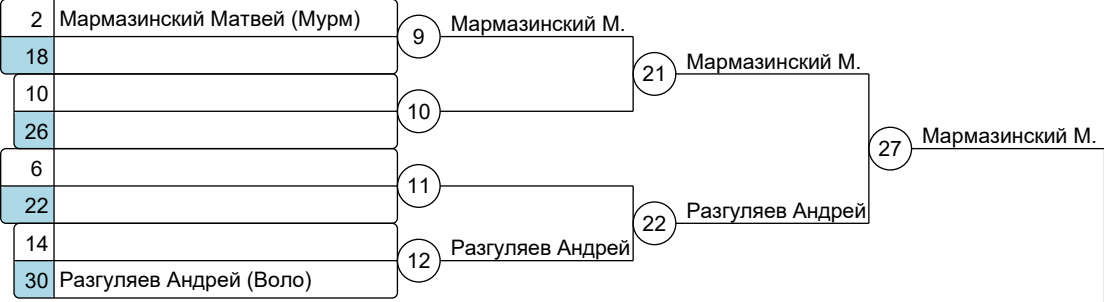 2 Мармазинский Матвей (Мурм)
9 Мармазинский М.
18
21 Мармазинский М.
10
10
26
27 Мармазинский М.
6
11
22
22 Разгуляев Андрей
14
12 Разгуляев Андрей
30 Разгуляев Андрей (Воло)